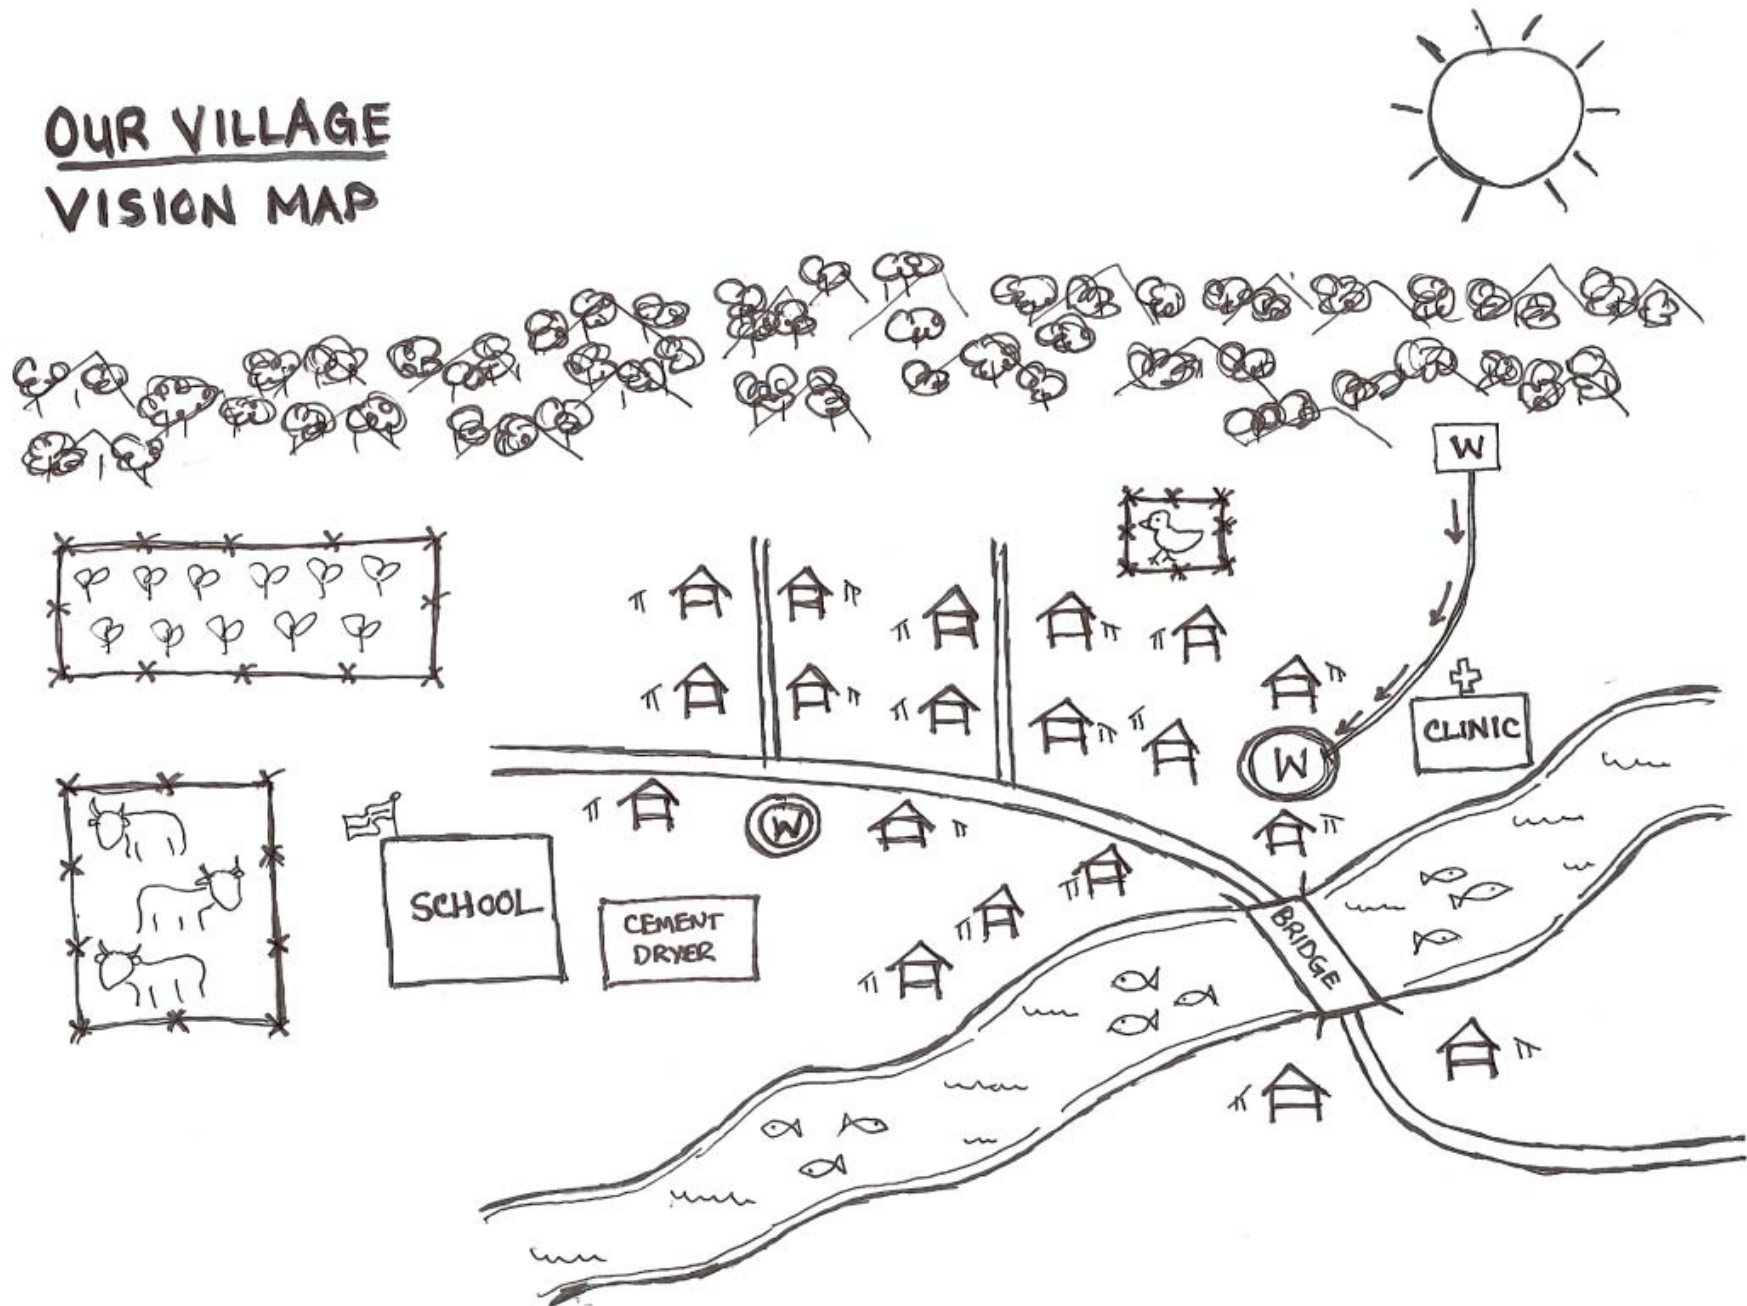 OUR VILLAGE
VISION MAP
W
CLINIC
W
W
SCHOOL
CEMENT
DRYER
BRIDGE